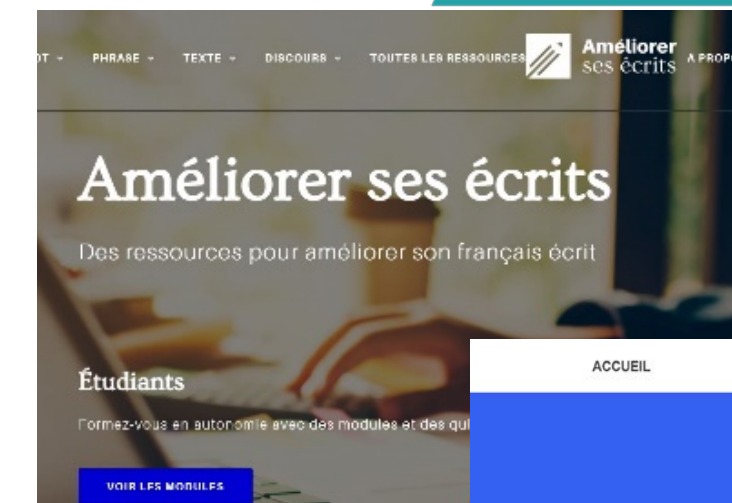 PHRASE TEXTE DISCOURS TOUTES LES RESSOURCES Améliorer ses écrits A PROP
Améliorer ses écrits
Des ressources pour améliorer son français écrit
Étudiants
Formez-vous en autonomie avec des modules et des qui
VOIR LES MODULES
ACCUEIL